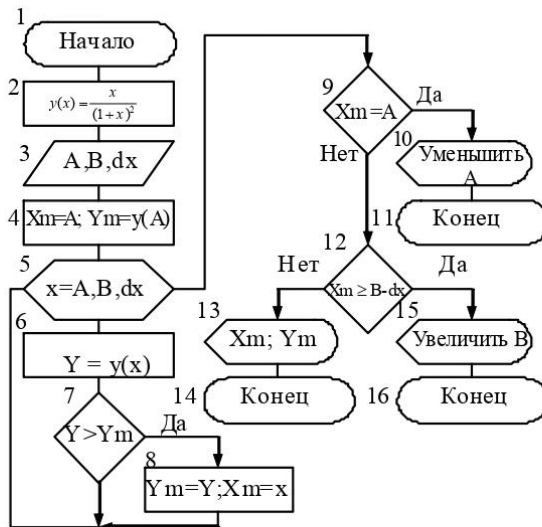 1
Начало
2
y(x) = x / (1+x)²
3
A,B,dx
4
Xm=A; Ym=y(A)
5
x=A,B,dx
6
Y = y(x)
7
Y>Ym
Да
8
Ym=Y;Xm=x
9
Xm=A
Да
Нет
10
Уменьшить
А
11
Конец
12
Нет
Xm ≥ B-dx
Да
13
Xm; Ym
14
Конец
15
Увеличить В
16
Конец